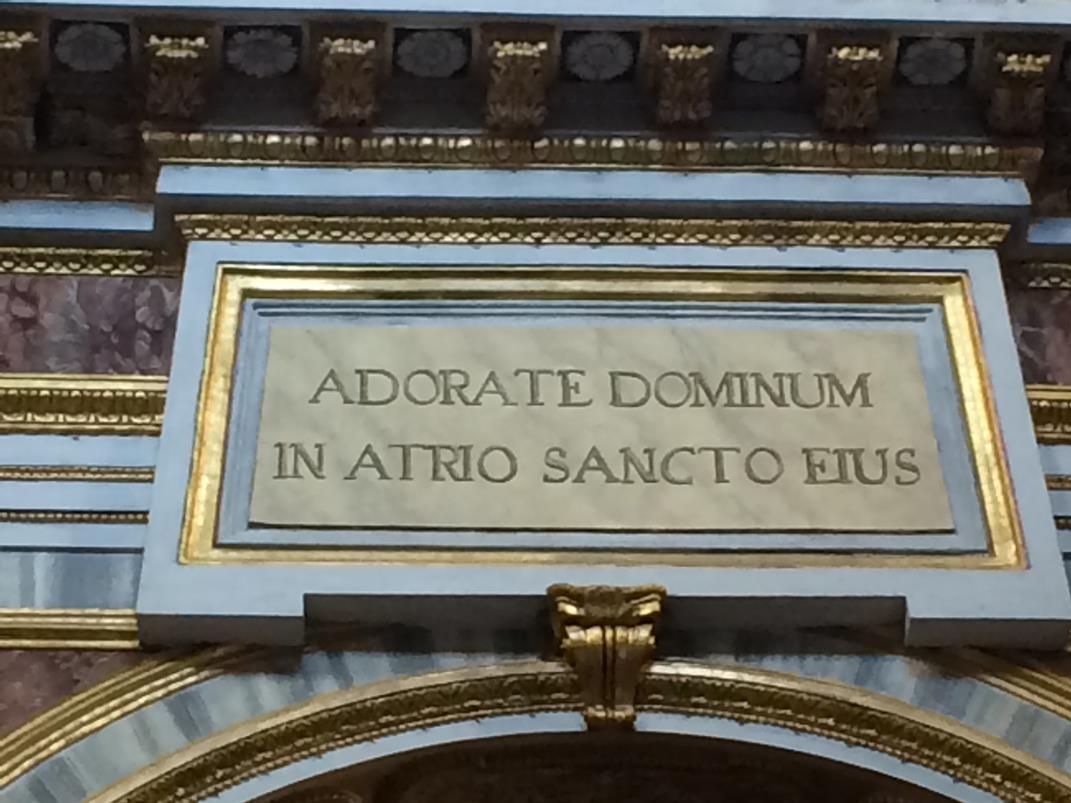 ADORATE DOMINUM
IN ATRIO SANCTO EIUS